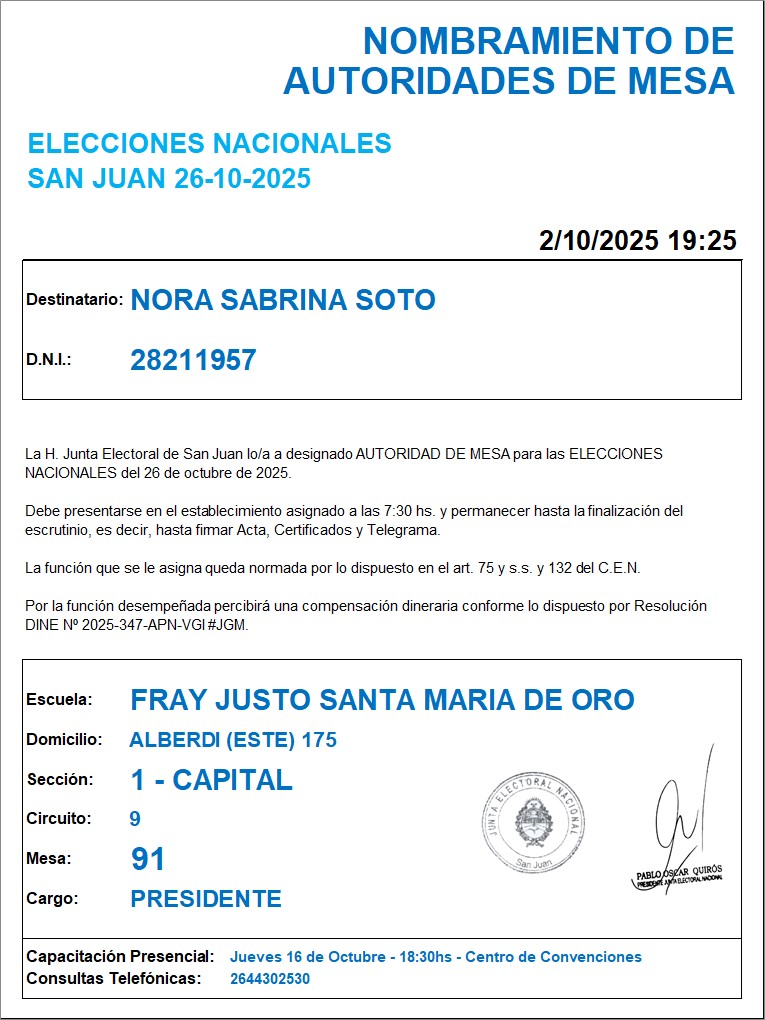 NOMBRAMIENTO DE
AUTORIDADES DE MESA
ELECCIONES NACIONALES
SAN JUAN 26-10-2025
2/10/2025 19:25
Destinatario: NORA SABRINA SOTO
D.N.I.: 28211957
La H. Junta Electoral de San Juan lo/a a designado AUTORIDAD DE MESA para las ELECCIONES
NACIONALES del 26 de octubre de 2025.
Debe presentarse en el establecimiento asignado a las 7:30 hs. y permanecer hasta la finalización del
escrutinio, es decir, hasta firmar Acta, Certificados y Telegrama.
La función que se le asigna queda normada por lo dispuesto en el art. 75 y s.s. y 132 del C.E.N.
Por la función desempeñada percibirá una compensación dineraria conforme lo dispuesto por Resolución
DINE Nº 2025-347-APN-VGI#JGM.
Escuela: FRAY JUSTO SANTA MARIA DE ORO
Domicilio: ALBERDI (ESTE) 175
Sección: 1 - CAPITAL
Circuito: 9
Mesa: 91
Cargo: PRESIDENTE
JUNTA ELECTORAL NACIONAL
San Juan
PABLO OSCAR QUIRÓS
PRESIDENTE JUNTA ELECTORAL NACIONAL
Capacitación Presencial: Jueves 16 de Octubre - 18:30hs - Centro de Convenciones
Consultas Telefónicas: 2644302530